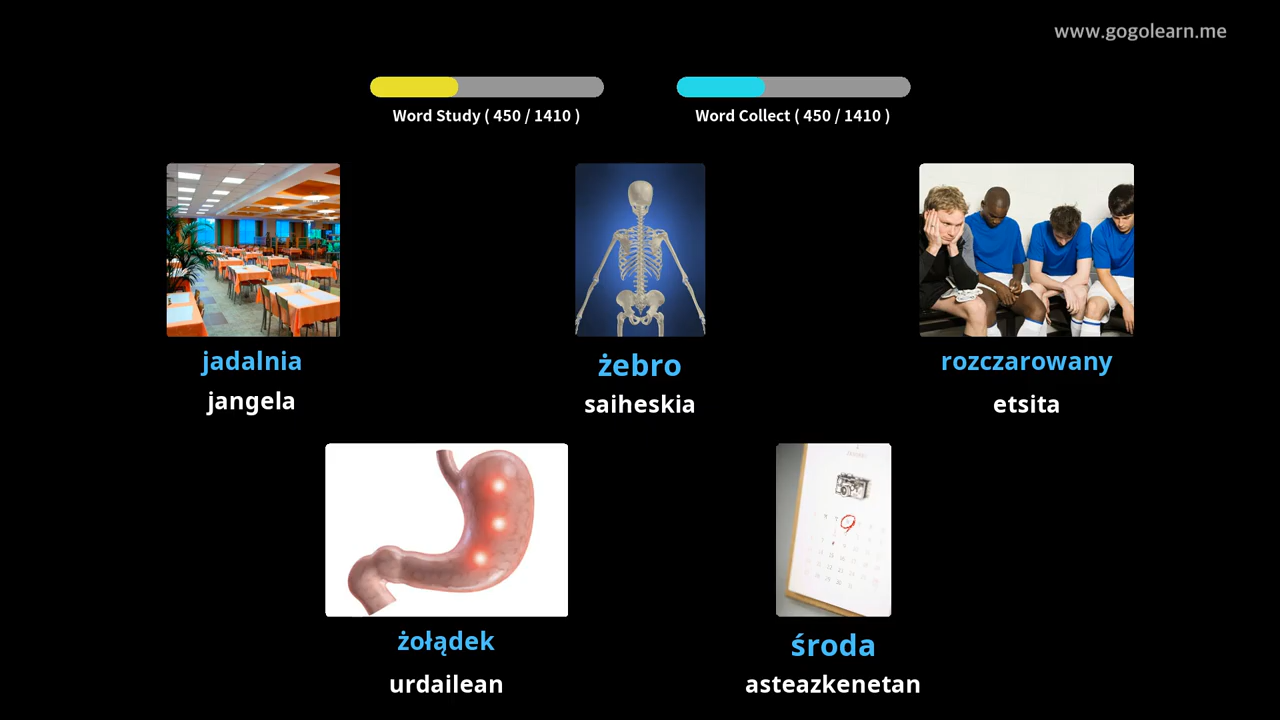 www.gogolearn.me
Word Study ( 450 / 1410 )
Word Collect ( 450 / 1410 )
jadalnia
żebro
rozczarowany
jangela
saiheskia
etsita
żołądek
środa
urdailean
asteazkenetan